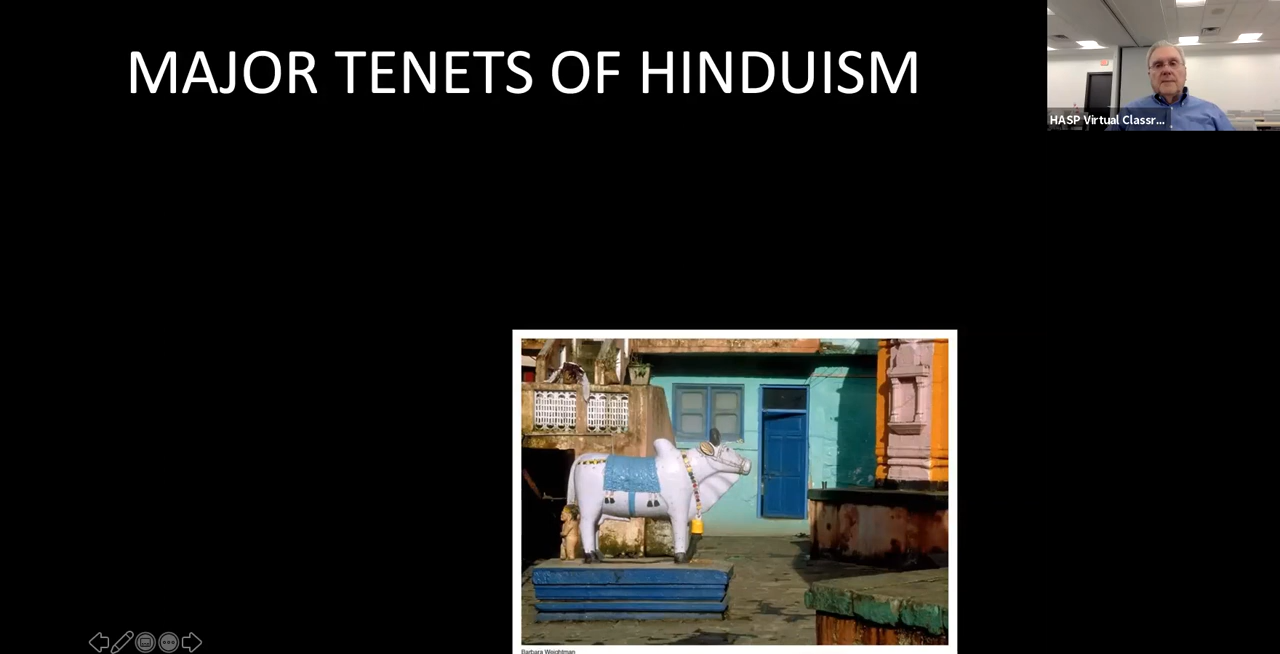 MAJOR TENETS OF HINDUISM
HASP Virtual Classr...
Barbara Weightman